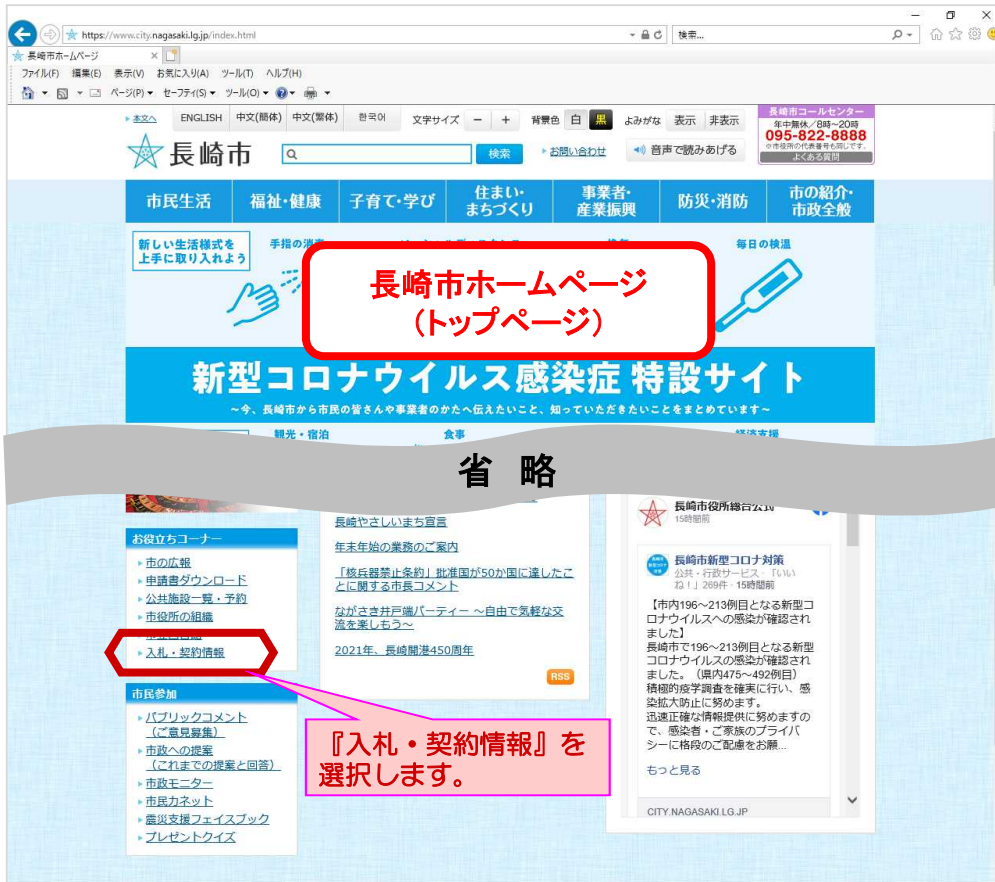 https://www.city.nagasaki.lg.jp/index.html
検索...
長崎市ホームページ
ファイル(F) 編集(E) 表示(V) お気に入り(A) ツール(T) ヘルプ(H)
ページ(P) セーフティ(S) ツール(O)
本文へ ENGLISH 中文(簡体) 中文(繁体) 한국어 文字サイズ － ＋ 背景色 白 黒 よみがな 表示 非表示
長崎市コールセンター
年中無休／8時～20時
095-822-8888
※市役所の代表番号も同じです。
よくある質問
長崎市 検索 お問い合わせ 音声で読みあげる
市民生活 福祉・健康 子育て・学び 住まい・まちづくり 事業者・産業振興 防災・消防 市の紹介・市政全般
新しい生活様式を
上手に取り入れよう
手指の消毒
毎日の検温
長崎市ホームページ
(トップページ)
新型コロナウイルス感染症 特設サイト
～今、長崎市から市民の皆さんや事業者のかたへ伝えたいこと、知っていただきたいことをまとめています～
観光・宿泊 食事 経済支援
省 略
お役立ちコーナー
市の広報
申請書ダウンロード
公共施設一覧・予約
市役所の組織
入札・契約情報
市民参加
パブリックコメント
（ご意見募集）
市政への提案
（これまでの提案と回答）
市政モニター
市民力ネット
震災支援フェイスブック
プレゼントクイズ
長崎やさしいまち宣言
年末年始の業務のご案内
「核兵器禁止条約」批准国が50か国に達したこ
とに関する市長コメント
ながさき井戸端パーティー ～自由で気軽な交
流を楽しもう～
2021年、長崎開港450周年
RSS
『入札・契約情報』を
選択します。
長崎市役所総合公式
15時間前
長崎市新型コロナ対策
公共・行政サービス・「いい
ね！」269件・15時間前
【市内196～213例目となる新型コ
ロナウイルスへの感染が確認され
ました】
長崎市で196～213例目となる新型
コロナウイルスの感染が確認され
ました。（県内475～492例目）
積極的疫学調査を確実に行い、感
染拡大防止に努めます。
迅速正確な情報提供に努めますの
で、感染者・ご家族のプライバ
シーに格段のご配慮をお願...
もっと見る
CITY.NAGASAKI.LG.JP